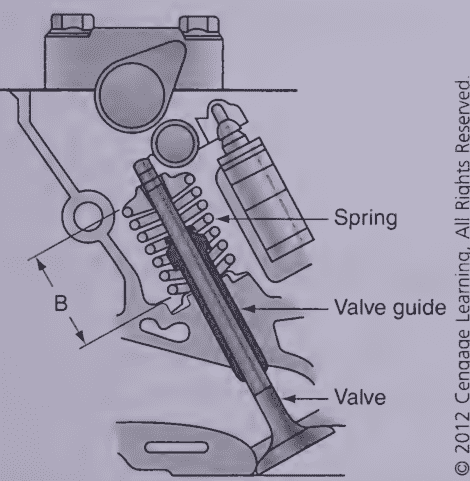 Spring
B
Valve guide
Valve
© 2012 Cengage Learning, All Rights Reserved.